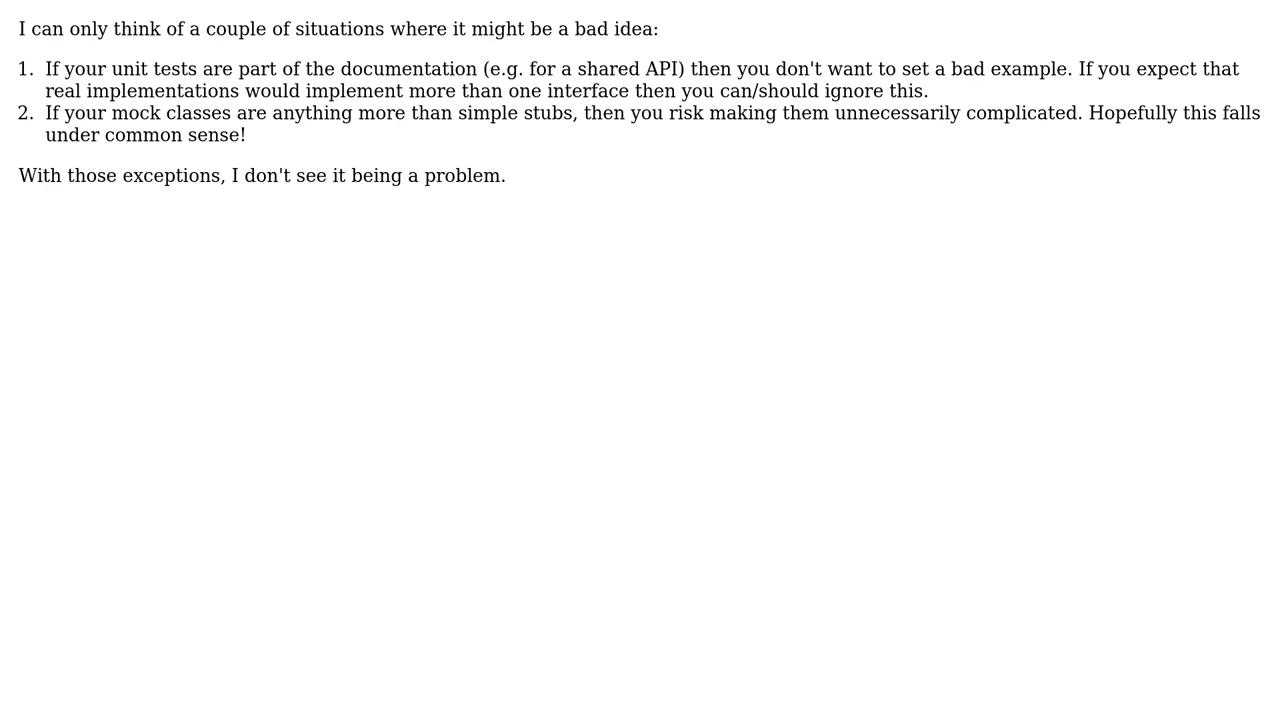 I can only think of a couple of situations where it might be a bad idea:
1. If your unit tests are part of the documentation (e.g. for a shared API) then you don't want to set a bad example. If you expect that
real implementations would implement more than one interface then you can/should ignore this.
2. If your mock classes are anything more than simple stubs, then you risk making them unnecessarily complicated. Hopefully this falls
under common sense!
With those exceptions, I don't see it being a problem.